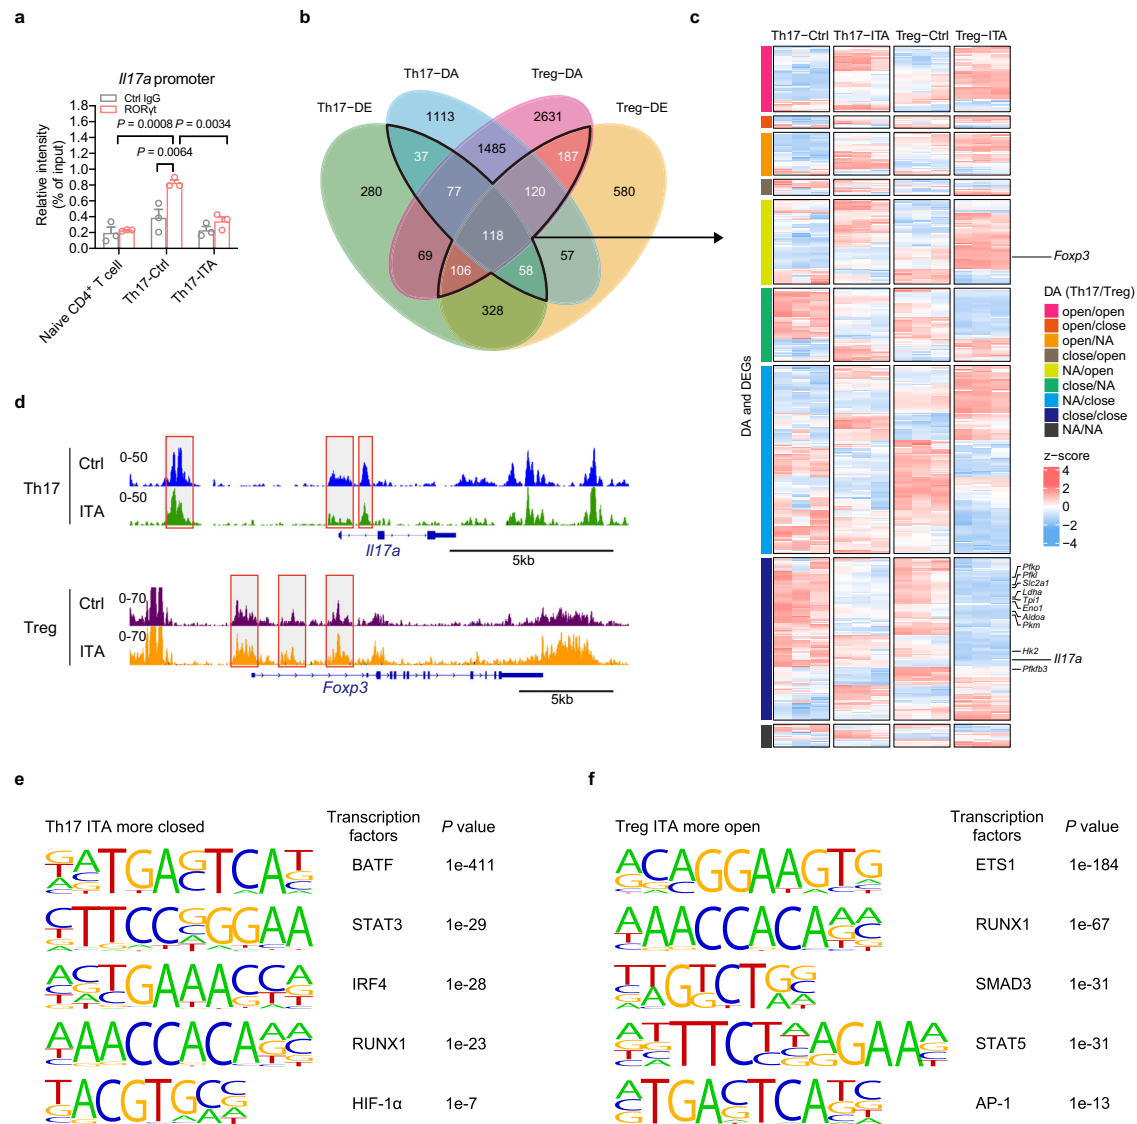 a
Il17a promoter
Ctrl IgG
RORγt
P = 0.0008 P = 0.0034
P = 0.0064
Relative intensity
(% of input)
1.8
1.6
1.4
1.2
1.0
0.8
0.6
0.4
0.2
0.0
Naive CD4+ T cell
Th17-Ctrl
Th17-ITA
b
Th17−DA
Treg−DA
Th17−DE
Treg−DE
1113
2631
37
1485
187
280
77
120
580
118
69
106
58
57
328
c
Th17−Ctrl Th17−ITA Treg−Ctrl Treg−ITA
DA and DEGs
Foxp3
DA (Th17/Treg)
open/open
open/close
open/NA
close/open
NA/open
close/NA
NA/close
close/close
NA/NA
z−score
4
2
0
−2
−4
Pfkp
Pfkl
Slc2a1
Ldha
Tpi1
Eno1
Aldoa
Pkm
Hk2
Il17a
Pfkfb3
d
Th17
Ctrl
0-50
ITA
0-50
Il17a
5kb
Treg
Ctrl
0-70
ITA
0-70
Foxp3
5kb
e
Th17 ITA more closed
Transcription
factors
P value
BATF 1e-411
STAT3 1e-29
IRF4 1e-28
RUNX1 1e-23
HIF-1α 1e-7
f
Treg ITA more open
Transcription
factors
P value
ETS1 1e-184
RUNX1 1e-67
SMAD3 1e-31
STAT5 1e-31
AP-1 1e-13